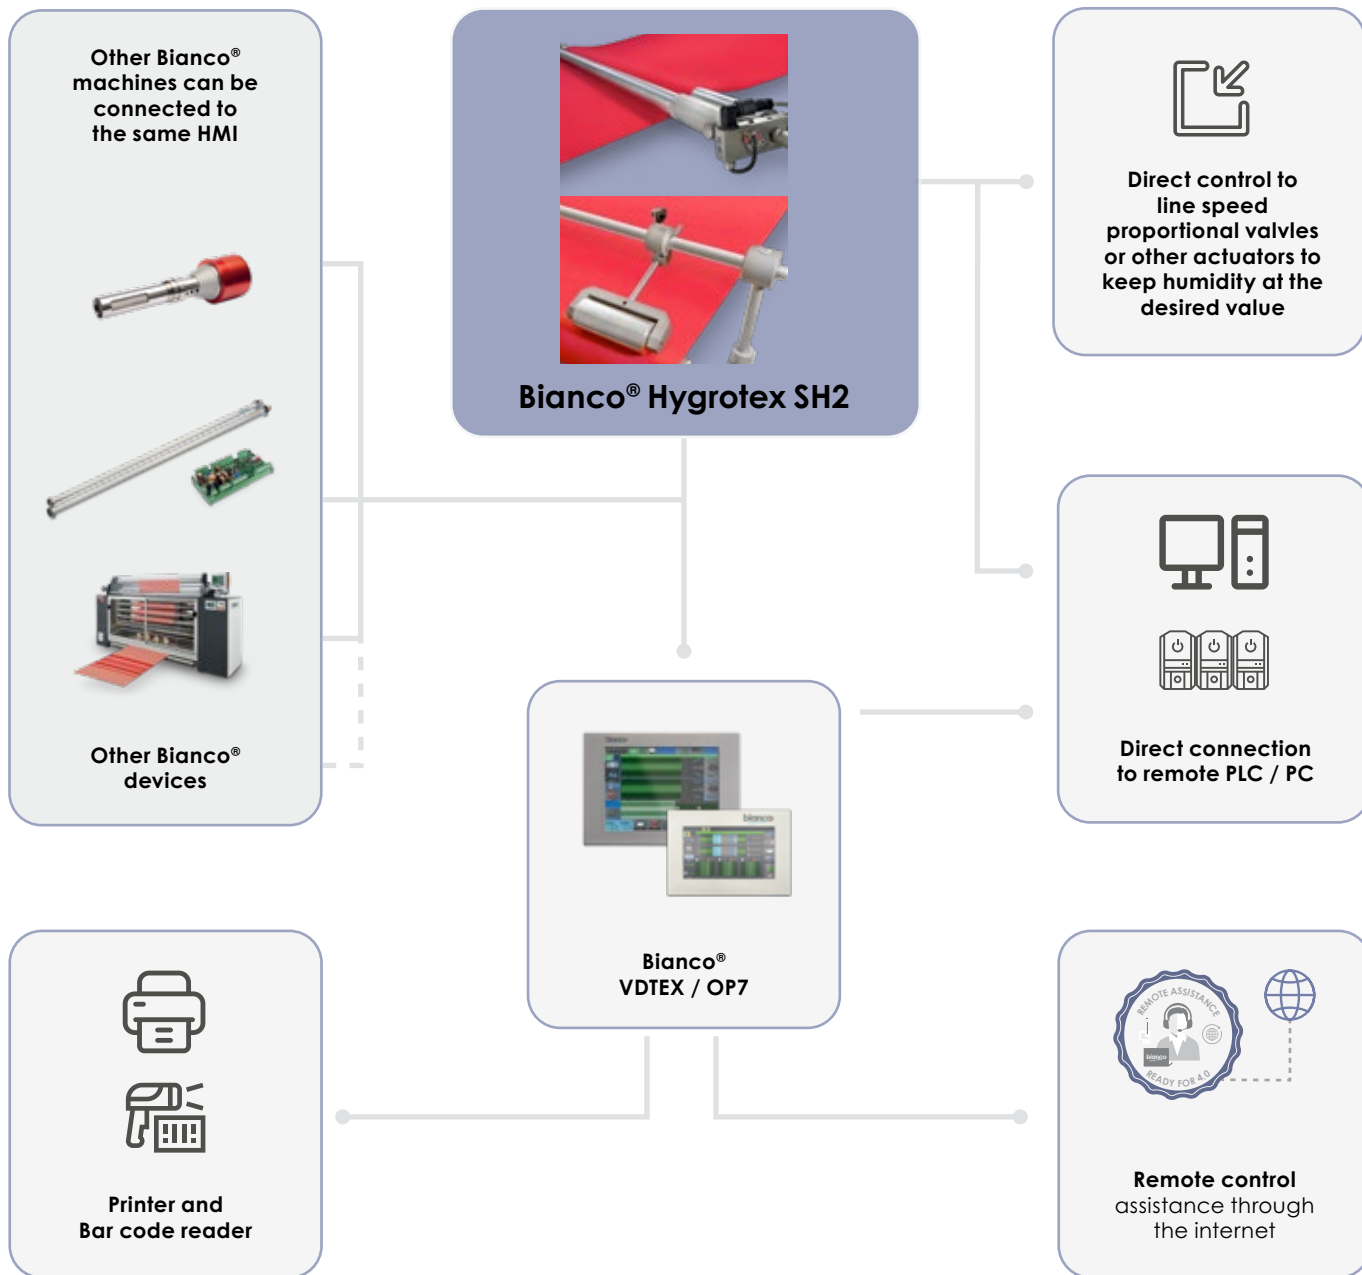 Other Bianco®
machines can be
connected to
the same HMI
Other Bianco®
devices
Bianco® Hygrotex SH2
Direct control to
line speed
proportional valvles
or other actuators to
keep humidity at the
desired value
Direct connection
to remote PLC / PC
bianco
bianco
Bianco®
VDTEX / OP7
Printer and
Bar code reader
REMOTE ASSISTANCE
bianco
READY FOR 4.0
Remote control
assistance through
the internet